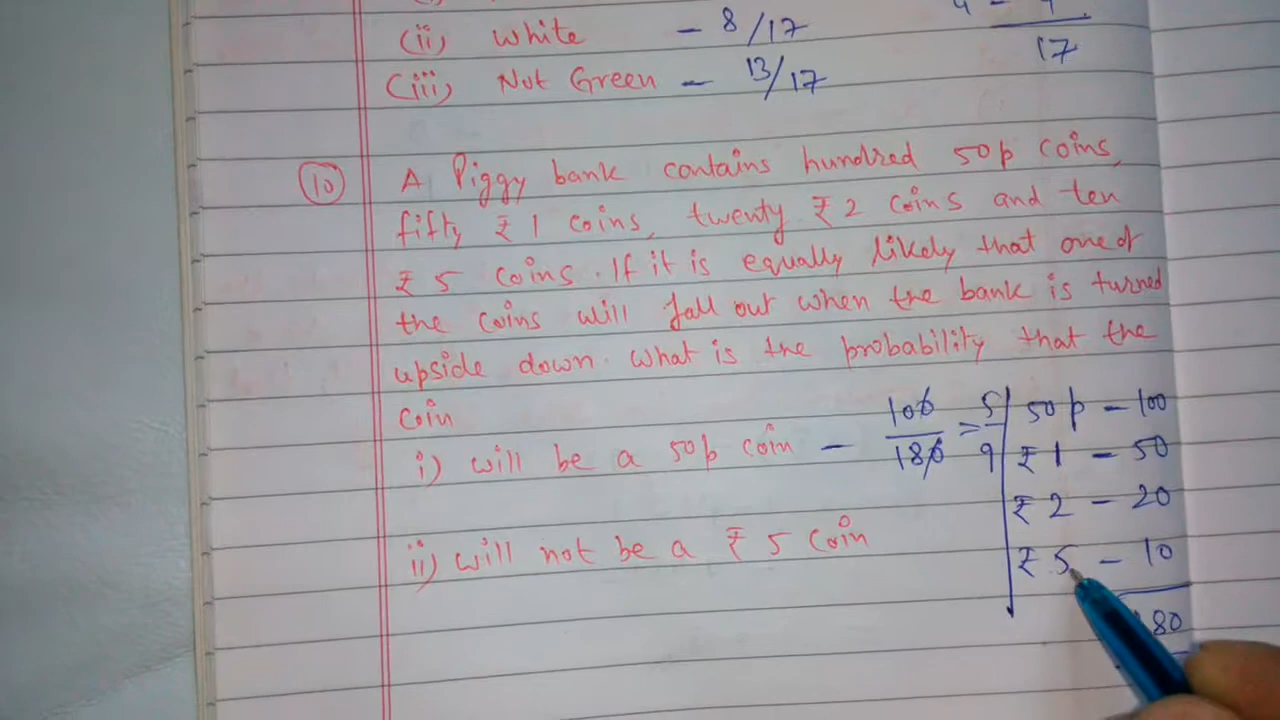 (ii) White - 8/17
17
(iii) Not Green - 13/17
(10) A Piggy bank contains hundred 50p coins,
fifty ₹ 1 coins, twenty ₹ 2 coins and ten
₹ 5 coins. If it is equally likely that one of
the coins will fall out when the bank is turned
upside down. What is the probability that the
coin
i) will be a 50p coin - 100/180 = 5/9
ii) will not be a ₹ 5 coin
50p - 100
₹ 1 - 50
₹ 2 - 20
₹ 5 - 10
80